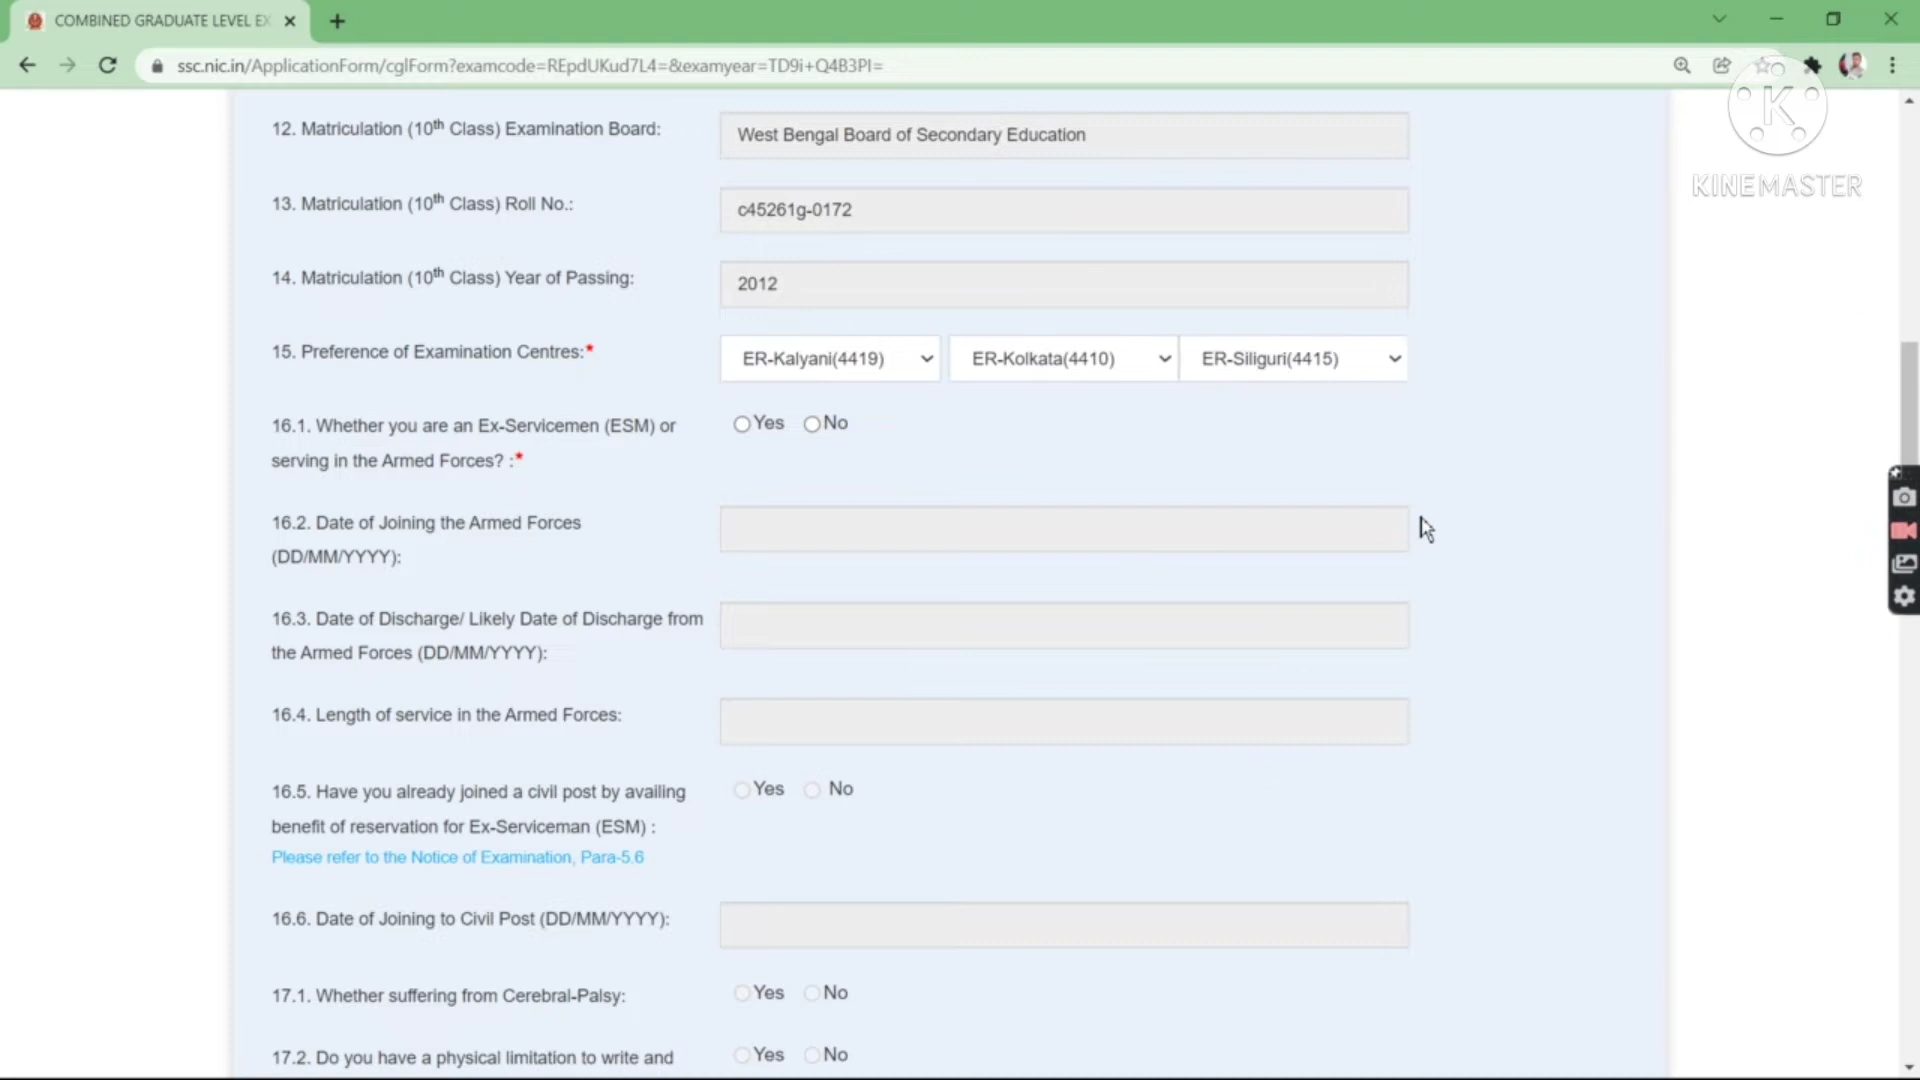 COMBINED GRADUATE LEVEL EX
ssc.nic.in/ApplicationForm/cglForm?examcode=REpdUKud7L4=&examyear=TD9i+Q4B3PI=
K
KINEMASTER
12. Matriculation (10th Class) Examination Board:
West Bengal Board of Secondary Education
13. Matriculation (10th Class) Roll No.:
c45261g-0172
14. Matriculation (10th Class) Year of Passing:
2012
15. Preference of Examination Centres:*
ER-Kalyani(4419) ER-Kolkata(4410) ER-Siliguri(4415)
16.1. Whether you are an Ex-Servicemen (ESM) or
serving in the Armed Forces? :*
Yes No
16.2. Date of Joining the Armed Forces
(DD/MM/YYYY):
16.3. Date of Discharge/ Likely Date of Discharge from
the Armed Forces (DD/MM/YYYY):
16.4. Length of service in the Armed Forces:
16.5. Have you already joined a civil post by availing
benefit of reservation for Ex-Serviceman (ESM) :
Please refer to the Notice of Examination, Para-5.6
Yes No
16.6. Date of Joining to Civil Post (DD/MM/YYYY):
17.1. Whether suffering from Cerebral-Palsy:
Yes No
17.2. Do you have a physical limitation to write and
Yes No